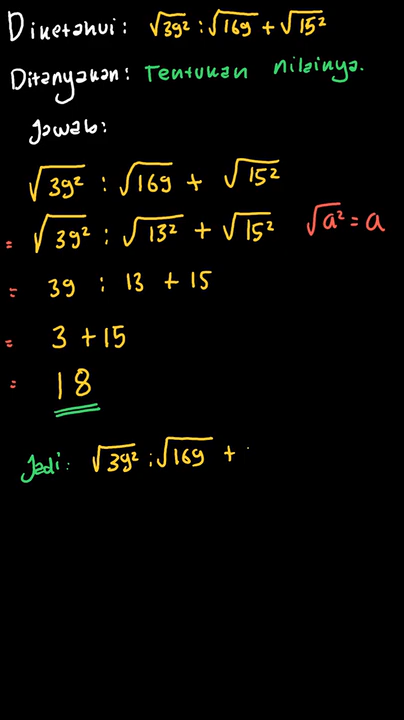 Diketahui: √39² : √169 + √15²
Ditanyakan: Tentukan nilainya.
Jawab:
√39² : √169 + √15²
= √39² : √13² + √15² √a² = a
= 39 : 13 + 15
= 3 + 15
= 18
Jadi: √39² : √169 +